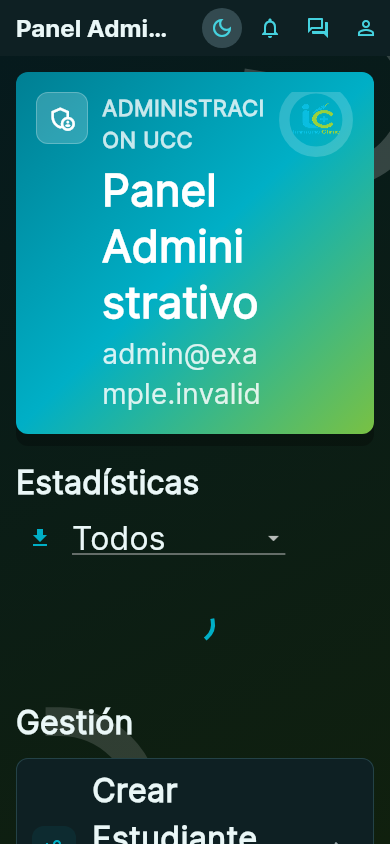 Panel Admi...
ADMINISTRACI
ON UCC
Panel
Admini
strativo
admin@exa
mple.invalid
Estadísticas
Todos
Gestión
Crear
Estudiante